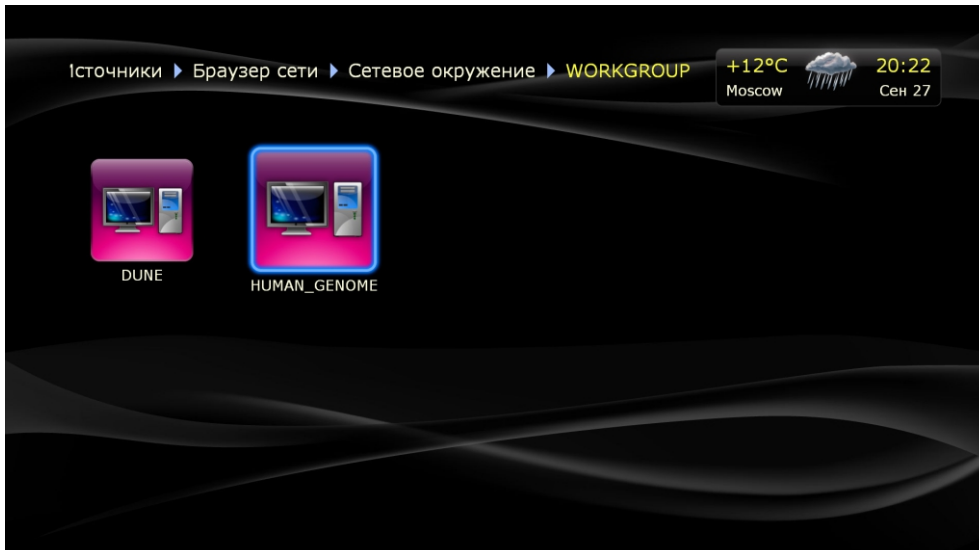 Источники Браузер сети Сетевое окружение WORKGROUP
+12°C 20:22
Moscow Сен 27
DUNE
HUMAN_GENOME